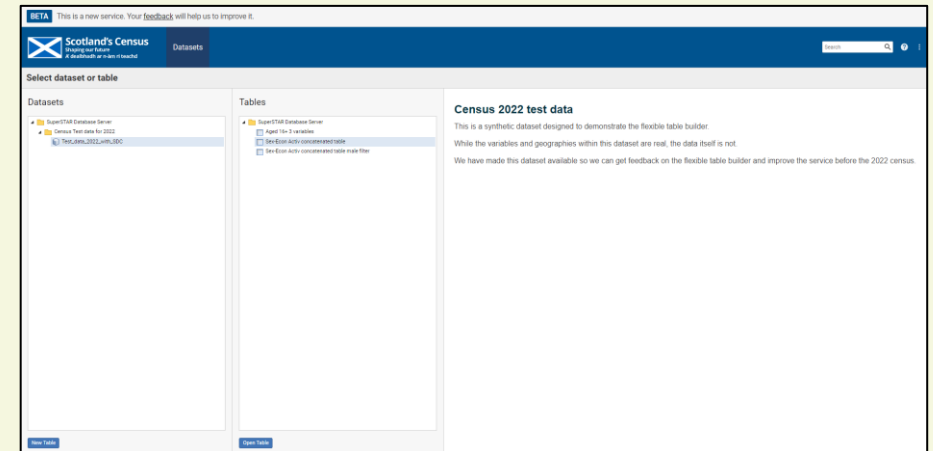 BETA This is a new service. Your feedback will help us to improve it.
Scotland's Census
Shaping our future
A' dealbhadh ar n-àm ri teachd
Datasets
Search
Select dataset or table
Datasets
SuperSTAR Database Server
Census Test data for 2022
Test_data_2022_with_SDC
New Table
Tables
SuperSTAR Database Server
Aged 16+ 3 variables
Sex-Econ Activ concatenated table
Sex-Econ Activ concatenated table male filter
Open Table
Census 2022 test data
This is a synthetic dataset designed to demonstrate the flexible table builder.
While the variables and geographies within this dataset are real, the data itself is not.
We have made this dataset available so we can get feedback on the flexible table builder and improve the service before the 2022 census.